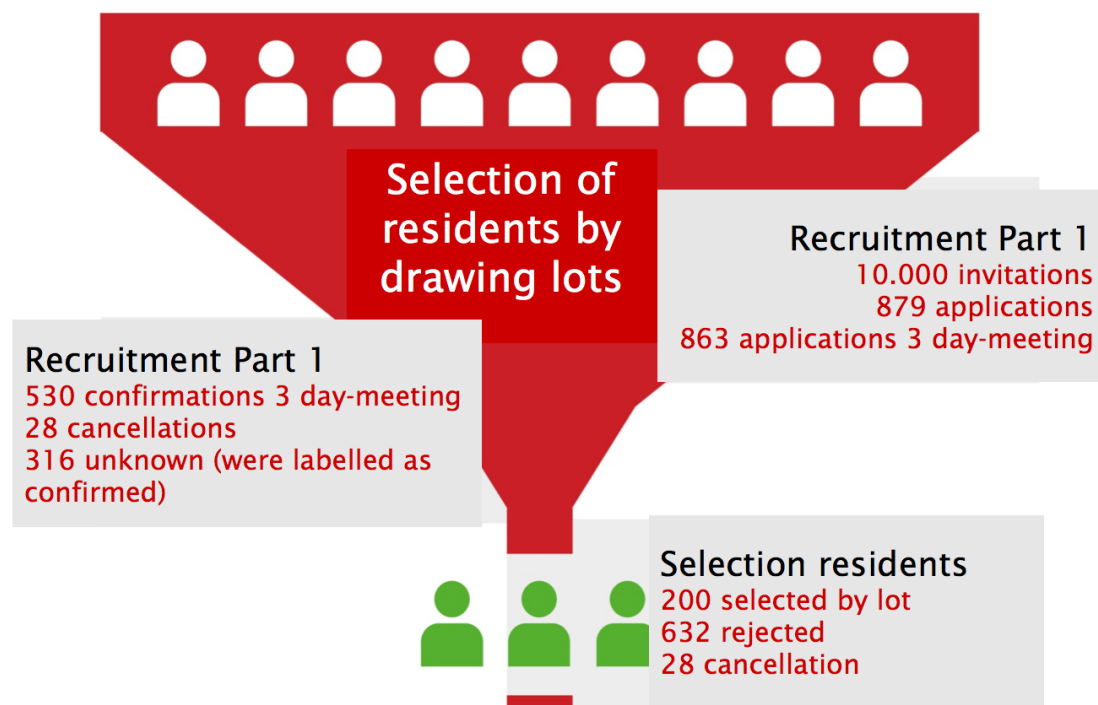 Selection of
residents by
drawing lots
Recruitment Part 1
10.000 invitations
879 applications
863 applications 3 day-meeting
Recruitment Part 1
530 confirmations 3 day-meeting
28 cancellations
316 unknown (were labelled as
confirmed)
Selection residents
200 selected by lot
632 rejected
28 cancellation